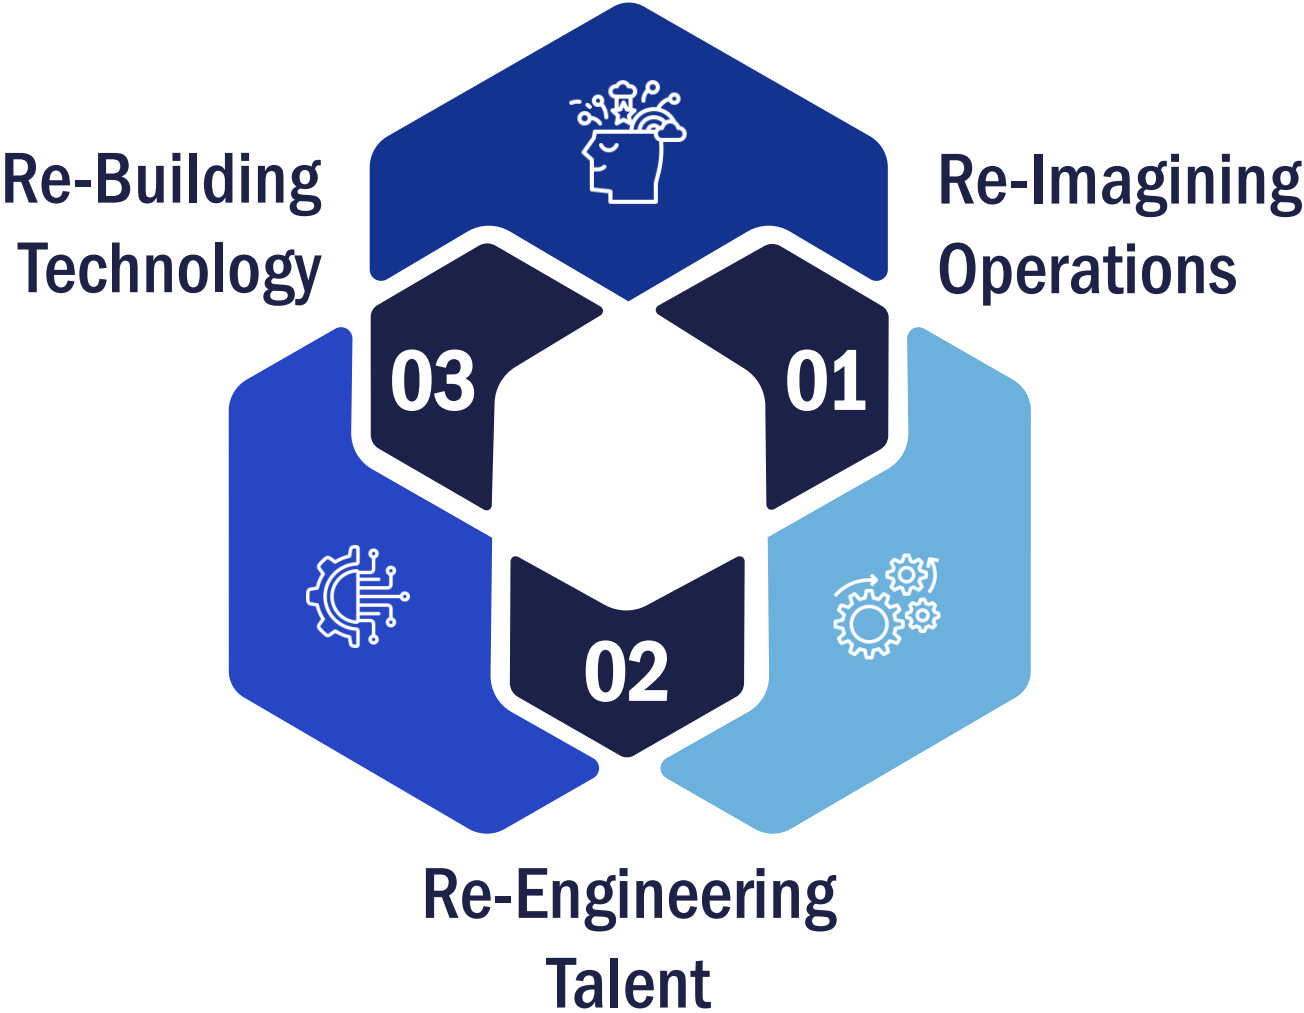 Re-Building
Technology
Re-Imagining
Operations
03
01
02
Re-Engineering
Talent